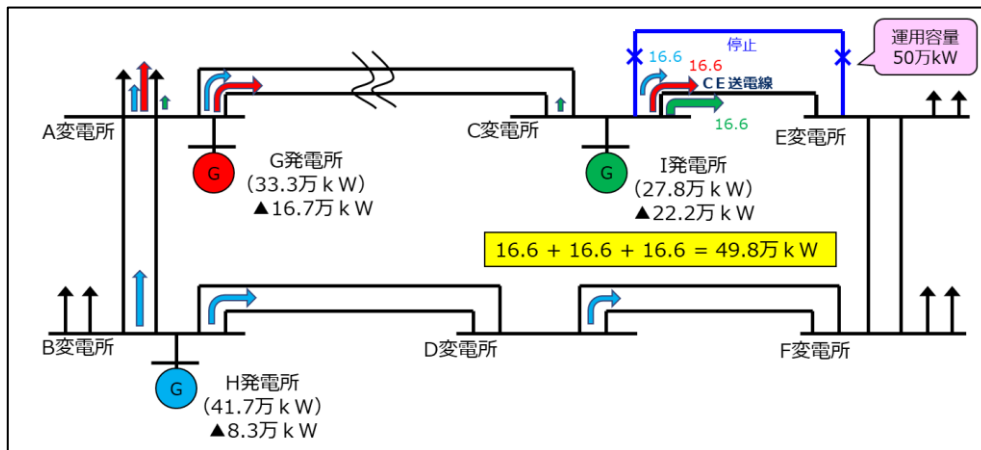 停止
運用容量
50万kW
16.6
16.6
CE送電線
16.6
A変電所
C変電所
E変電所
G
G発電所
(33.3万kW)
▲16.7万kW
G
I発電所
(27.8万kW)
▲22.2万kW
16.6 + 16.6 + 16.6 = 49.8万kW
B変電所
D変電所
F変電所
G
H発電所
(41.7万kW)
▲8.3万kW